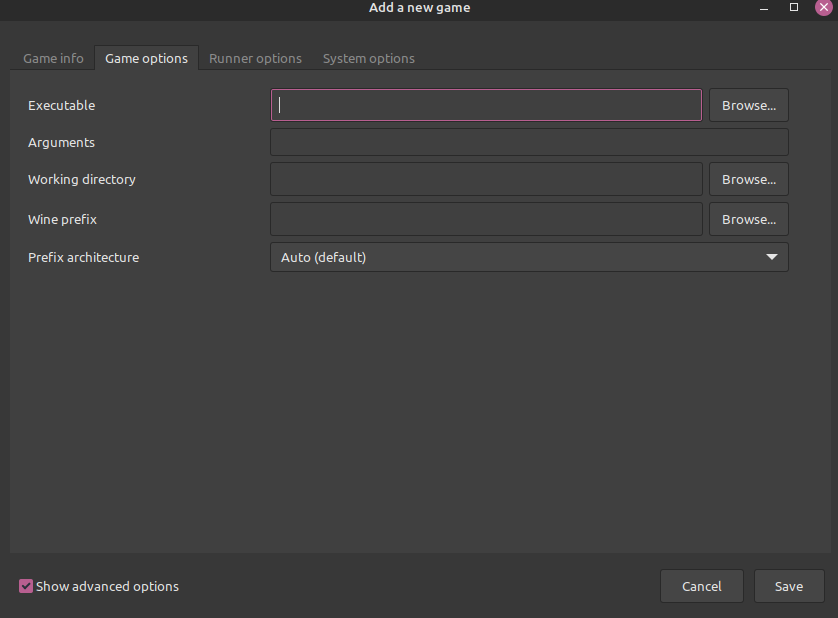 Add a new game
Game info Game options Runner options System options
Executable Browse...
Arguments
Working directory Browse...
Wine prefix Browse...
Prefix architecture Auto (default)
Show advanced options Cancel Save